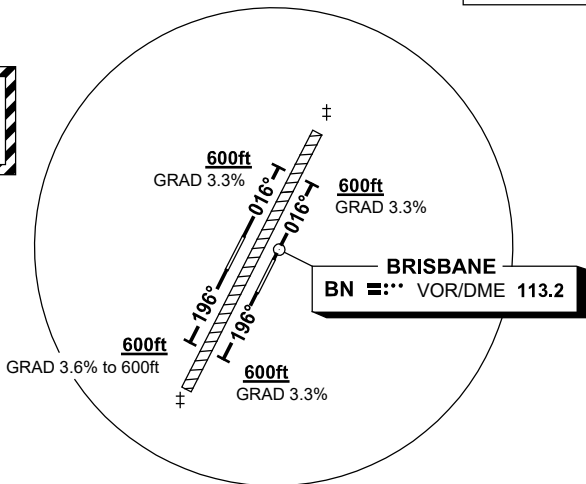 ‡
600ft
GRAD 3.3%
016°
600ft
GRAD 3.3%
016°
BRISBANE
BN VOR/DME 113.2
196°
600ft
GRAD 3.6% to 600ft
196°
600ft
GRAD 3.3%
‡